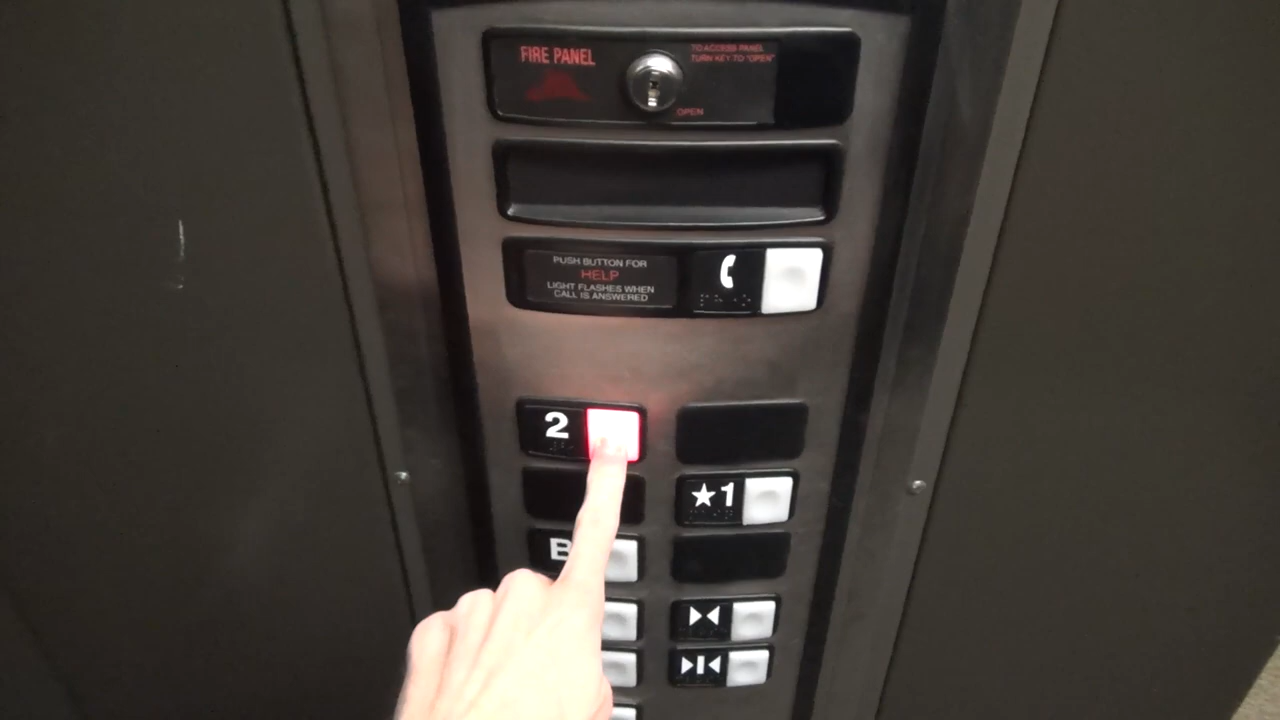 FIRE PANEL
TO ACCESS PANEL
TURN KEY TO "OPEN"
OPEN
PUSH BUTTON FOR
HELP
LIGHT FLASHES WHEN
CALL IS ANSWERED
2
★1
B